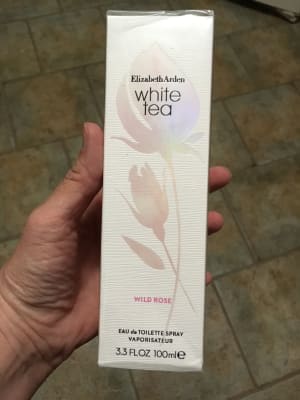 Elizabeth Arden
white
tea
WILD ROSE
EAU de TOILETTE SPRAY
VAPORISATEUR
3.3 FL.OZ 100ml℮